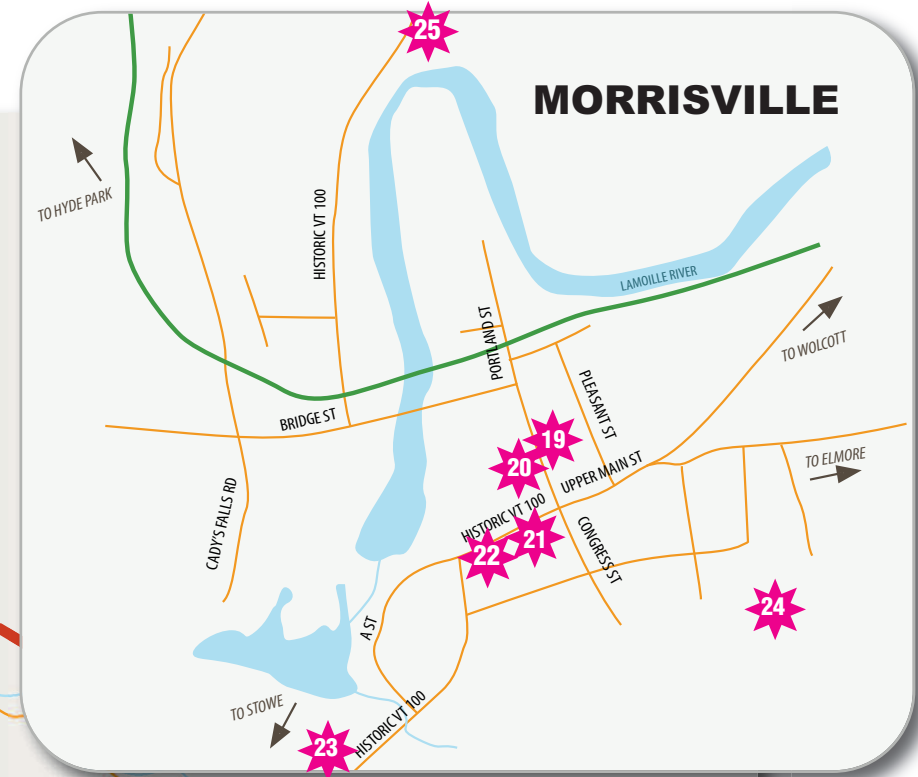 25
MORRISVILLE
TO HYDE PARK
HISTORIC VT 100
LAMOILLE RIVER
PORTLAND ST
TO WOLCOTT
PLEASANT ST
BRIDGE ST
19
20
UPPER MAIN ST
TO ELMORE
CADY'S FALLS RD
HISTORIC VT 100
21
22
CONGRESS ST
24
A ST
TO STOWE
HISTORIC VT 100
23